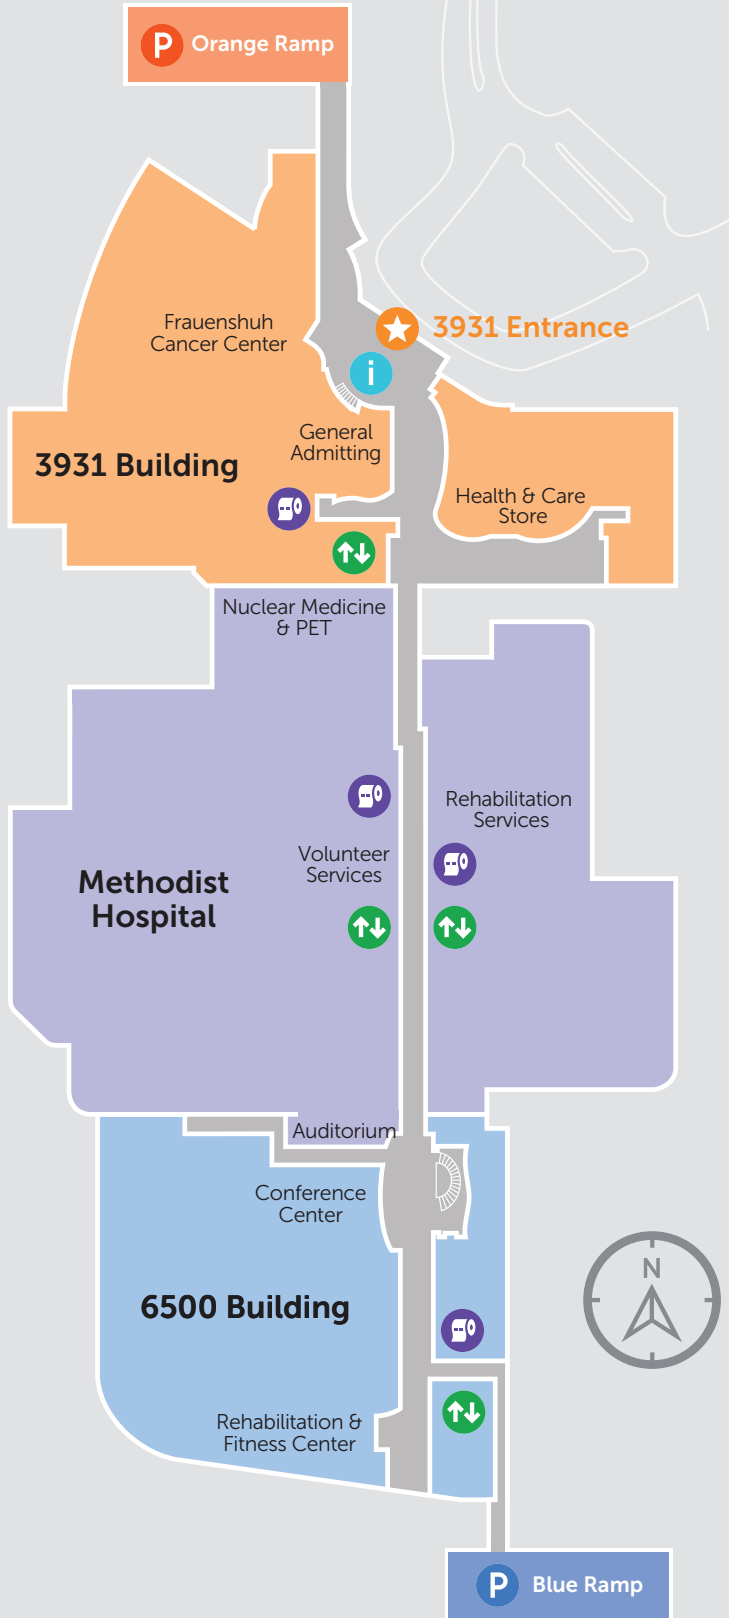 P Orange Ramp
3931 Entrance
Frauenshuh
Cancer Center
i
General
Admitting
3931 Building
Health & Care
Store
Nuclear Medicine
& PET
Rehabilitation
Services
Volunteer
Services
Methodist
Hospital
Auditorium
Conference
Center
N
6500 Building
Rehabilitation &
Fitness Center
P Blue Ramp